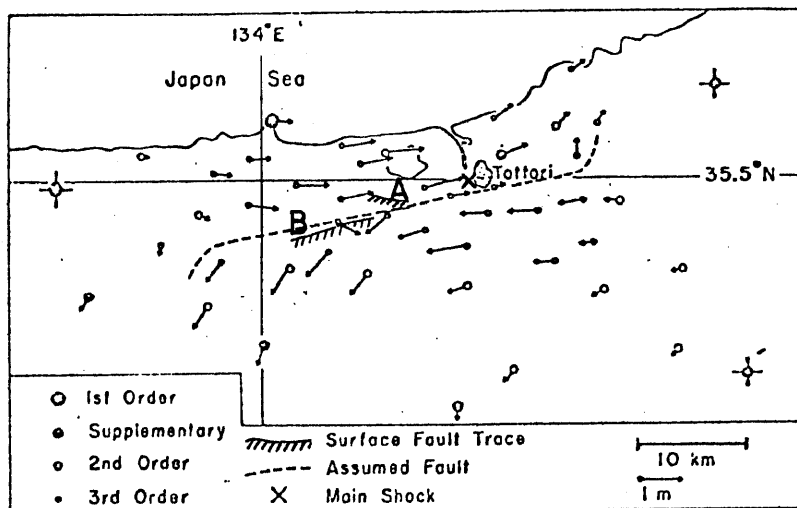 134°E
Japan Sea
Tottori
35.5°N
A
B
1st Order
Supplementary
2nd Order
3rd Order
Surface Fault Trace
Assumed Fault
Main Shock
10 km
1 m